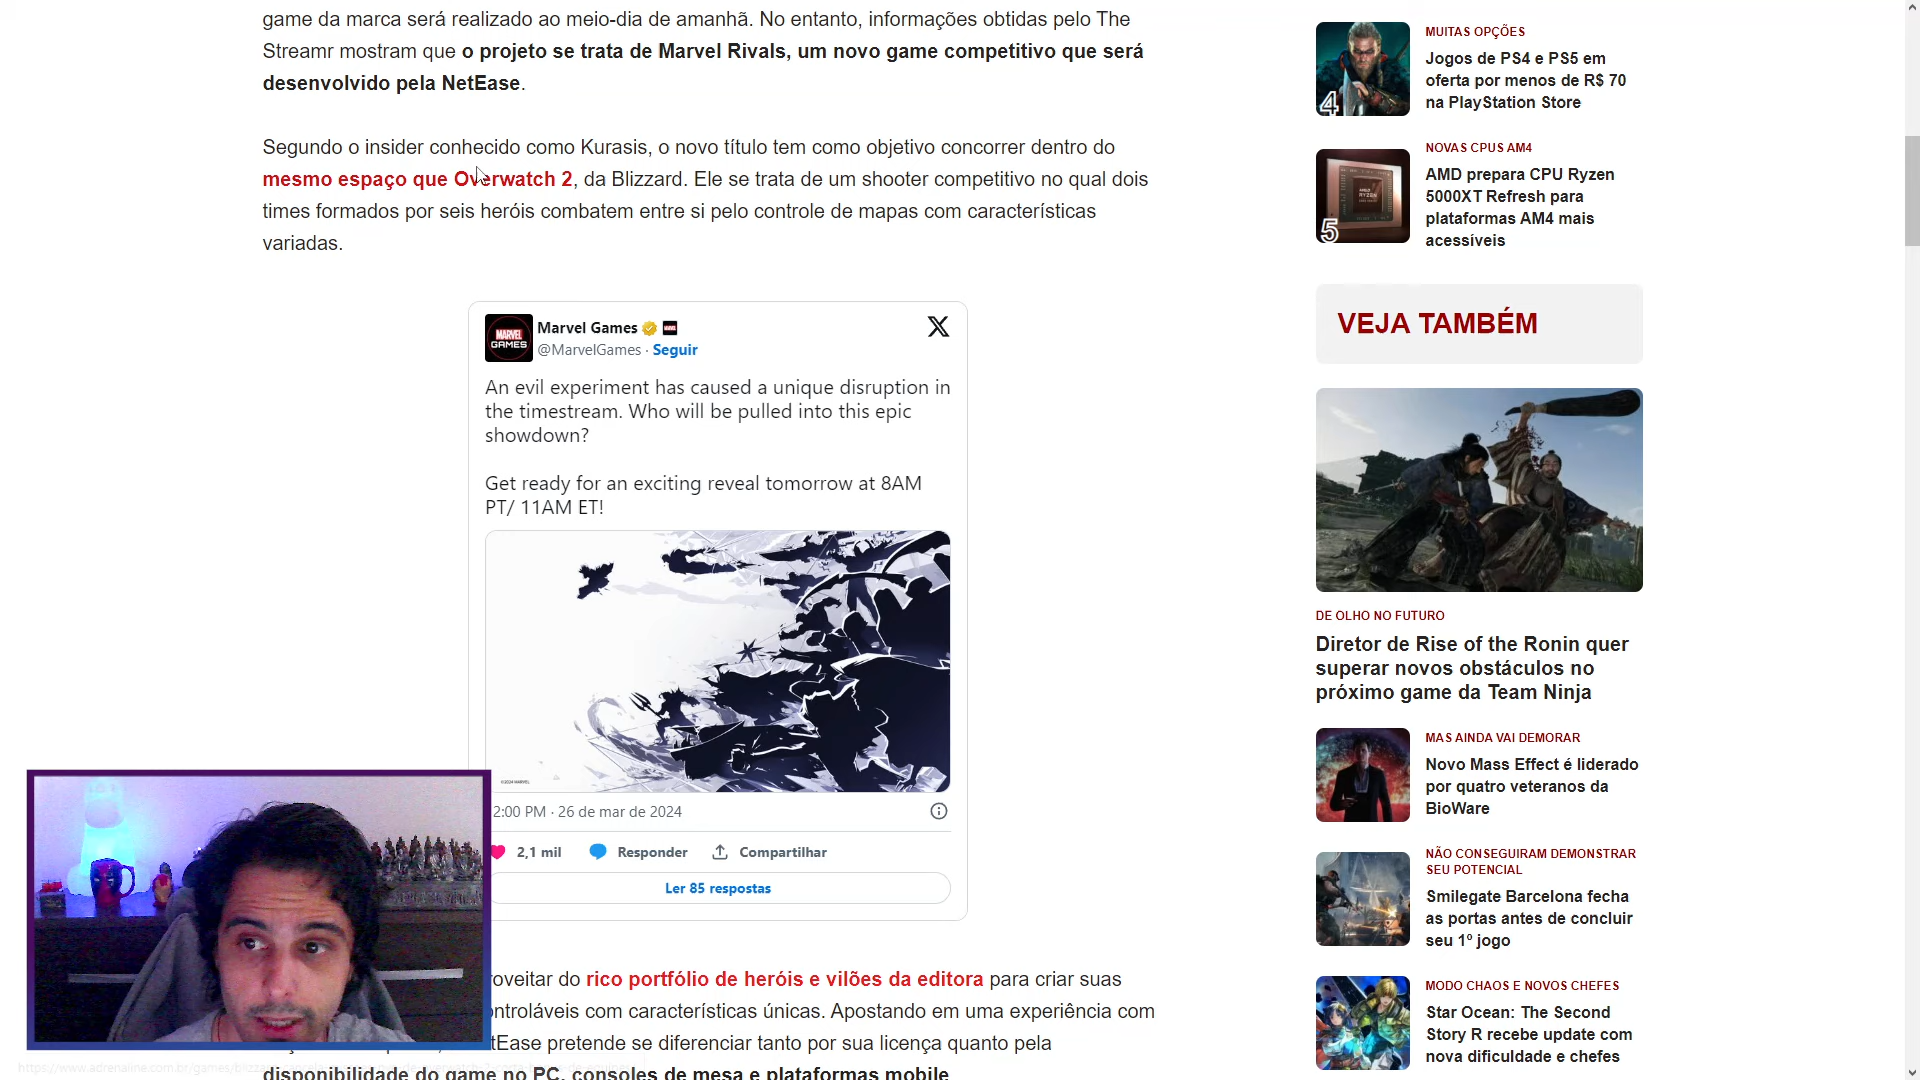 game da marca será realizado ao meio-dia de amanhã. No entanto, informações obtidas pelo The
Streamr mostram que o projeto se trata de Marvel Rivals, um novo game competitivo que será
desenvolvido pela NetEase.
Segundo o insider conhecido como Kurasis, o novo título tem como objetivo concorrer dentro do
mesmo espaço que Overwatch 2, da Blizzard. Ele se trata de um shooter competitivo no qual dois
times formados por seis heróis combatem entre si pelo controle de mapas com características
variadas.
MARVEL
GAMES
Marvel Games
@MarvelGames · Seguir
An evil experiment has caused a unique disruption in
the timestream. Who will be pulled into this epic
showdown?
Get ready for an exciting reveal tomorrow at 8AM
PT/ 11AM ET!
©2024 MARVEL
2:00 PM · 26 de mar de 2024
2,1 mil
Responder
Compartilhar
Ler 85 respostas
roveitar do rico portfólio de heróis e vilões da editora para criar suas
ontroláveis com características únicas. Apostando em uma experiência com
tEase pretende se diferenciar tanto por sua licença quanto pela
disponibilidade do game no PC, consoles de mesa e plataformas mobile
4
MUITAS OPÇÕES
Jogos de PS4 e PS5 em
oferta por menos de R$ 70
na PlayStation Store
5
NOVAS CPUS AM4
AMD prepara CPU Ryzen
5000XT Refresh para
plataformas AM4 mais
acessíveis
VEJA TAMBÉM
DE OLHO NO FUTURO
Diretor de Rise of the Ronin quer
superar novos obstáculos no
próximo game da Team Ninja
MAS AINDA VAI DEMORAR
Novo Mass Effect é liderado
por quatro veteranos da
BioWare
NÃO CONSEGUIRAM DEMONSTRAR
SEU POTENCIAL
Smilegate Barcelona fecha
as portas antes de concluir
seu 1º jogo
MODO CHAOS E NOVOS CHEFES
Star Ocean: The Second
Story R recebe update com
nova dificuldade e chefes